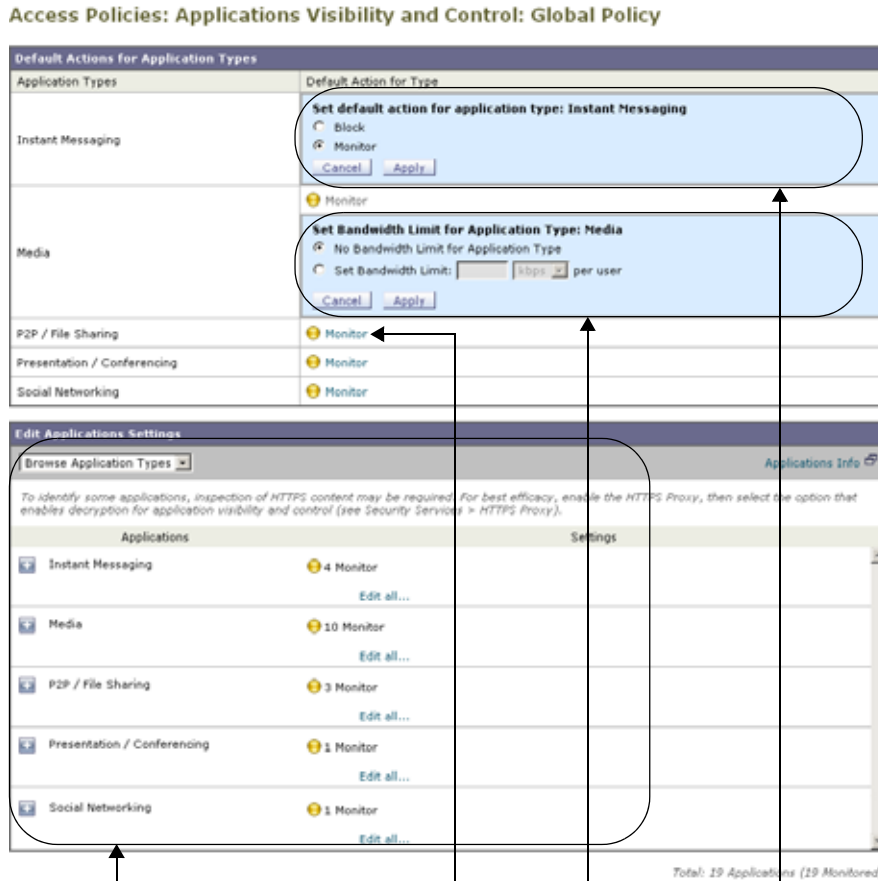 Access Policies: Applications Visibility and Control: Global Policy
Default Actions for Application Types
Application Types
Default Action for Type
Instant Messaging
Set default action for application type: Instant Messaging
Block
Monitor
Cancel
Apply
Media
Monitor
Set Bandwidth Limit for Application Type: Media
No Bandwidth Limit for Application Type
Set Bandwidth Limit: kbps per user
Cancel
Apply
P2P / File Sharing
Monitor
Presentation / Conferencing
Monitor
Social Networking
Monitor
Edit Applications Settings
Browse Application Types
Applications Info
To identify some applications, inspection of HTTPS content may be required. For best efficacy, enable the HTTPS Proxy, then select the option that
enables decryption for application visibility and control (see Security Services > HTTPS Proxy).
Applications
Settings
Instant Messaging
4 Monitor
Edit all...
Media
10 Monitor
Edit all...
P2P / File Sharing
3 Monitor
Edit all...
Presentation / Conferencing
1 Monitor
Edit all...
Social Networking
1 Monitor
Edit all...
Total: 19 Applications (19 Monitored